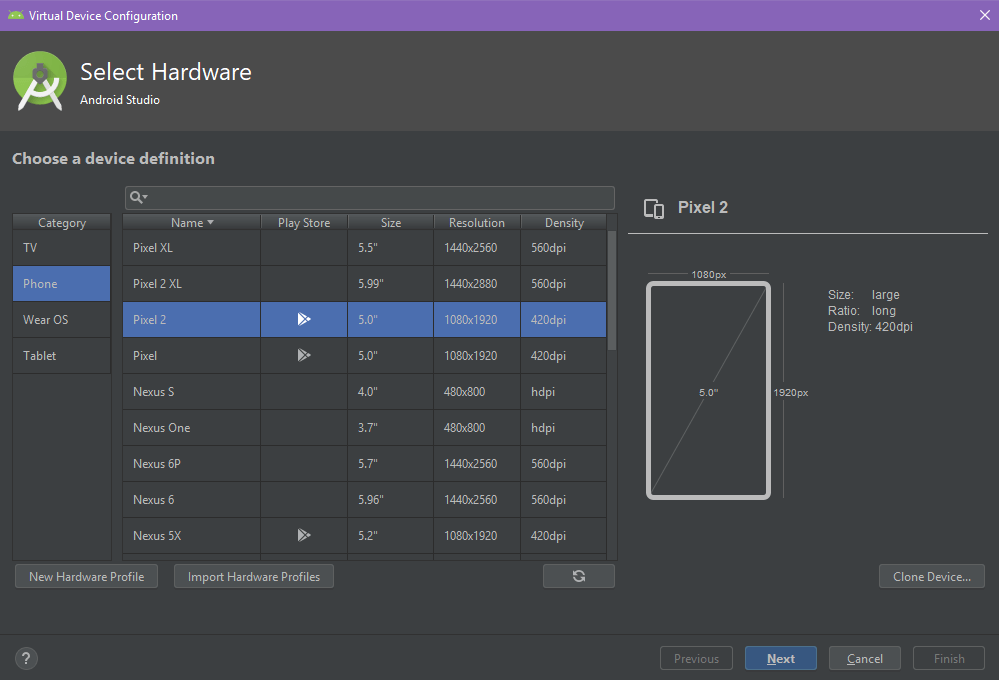 Virtual Device Configuration
Select Hardware
Android Studio
Choose a device definition
Category
TV
Phone
Wear OS
Tablet
Name Play Store Size Resolution Density
Pixel XL 5.5" 1440x2560 560dpi
Pixel 2 XL 5.99" 1440x2880 560dpi
Pixel 2 5.0" 1080x1920 420dpi
Pixel 5.0" 1080x1920 420dpi
Nexus S 4.0" 480x800 hdpi
Nexus One 3.7" 480x800 hdpi
Nexus 6P 5.7" 1440x2560 560dpi
Nexus 6 5.96" 1440x2560 560dpi
Nexus 5X 5.2" 1080x1920 420dpi
New Hardware Profile Import Hardware Profiles
Pixel 2
1080px
5.0"
1920px
Size: large
Ratio: long
Density: 420dpi
Clone Device...
? Previous Next Cancel Finish